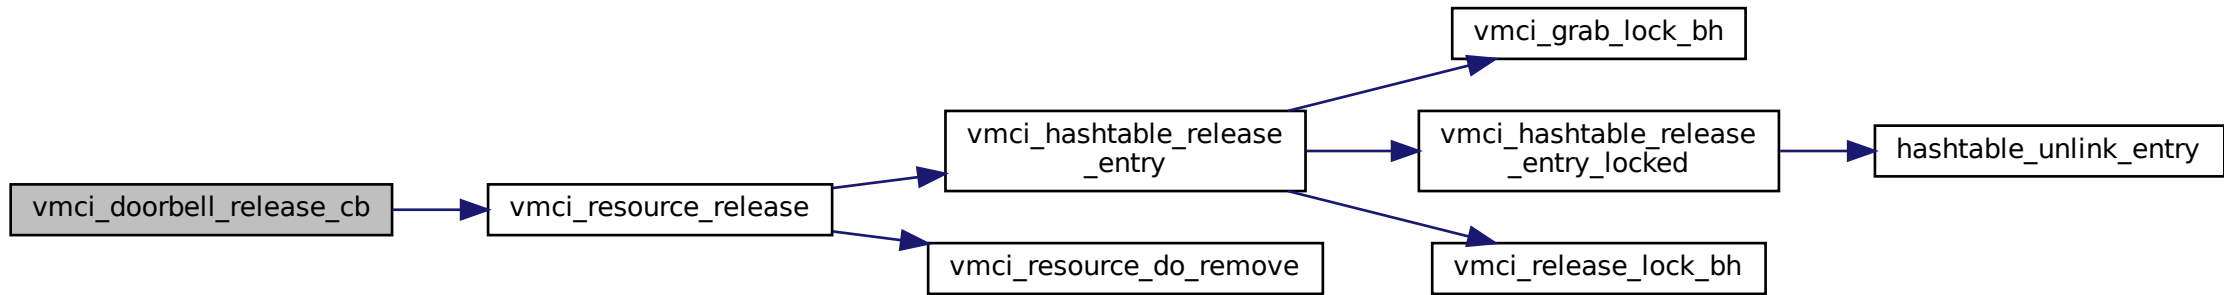 vmci_doorbell_release_cb
vmci_resource_release
vmci_hashtable_release
_entry
vmci_resource_do_remove
vmci_grab_lock_bh
vmci_hashtable_release
_entry_locked
vmci_release_lock_bh
hashtable_unlink_entry